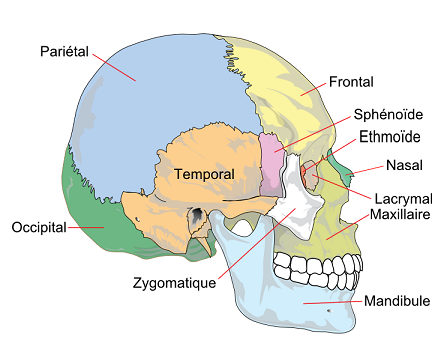 Pariétal
Frontal
Sphénoïde
Ethmoïde
Nasal
Temporal
Lacrymal
Maxillaire
Occipital
Zygomatique
Mandibule